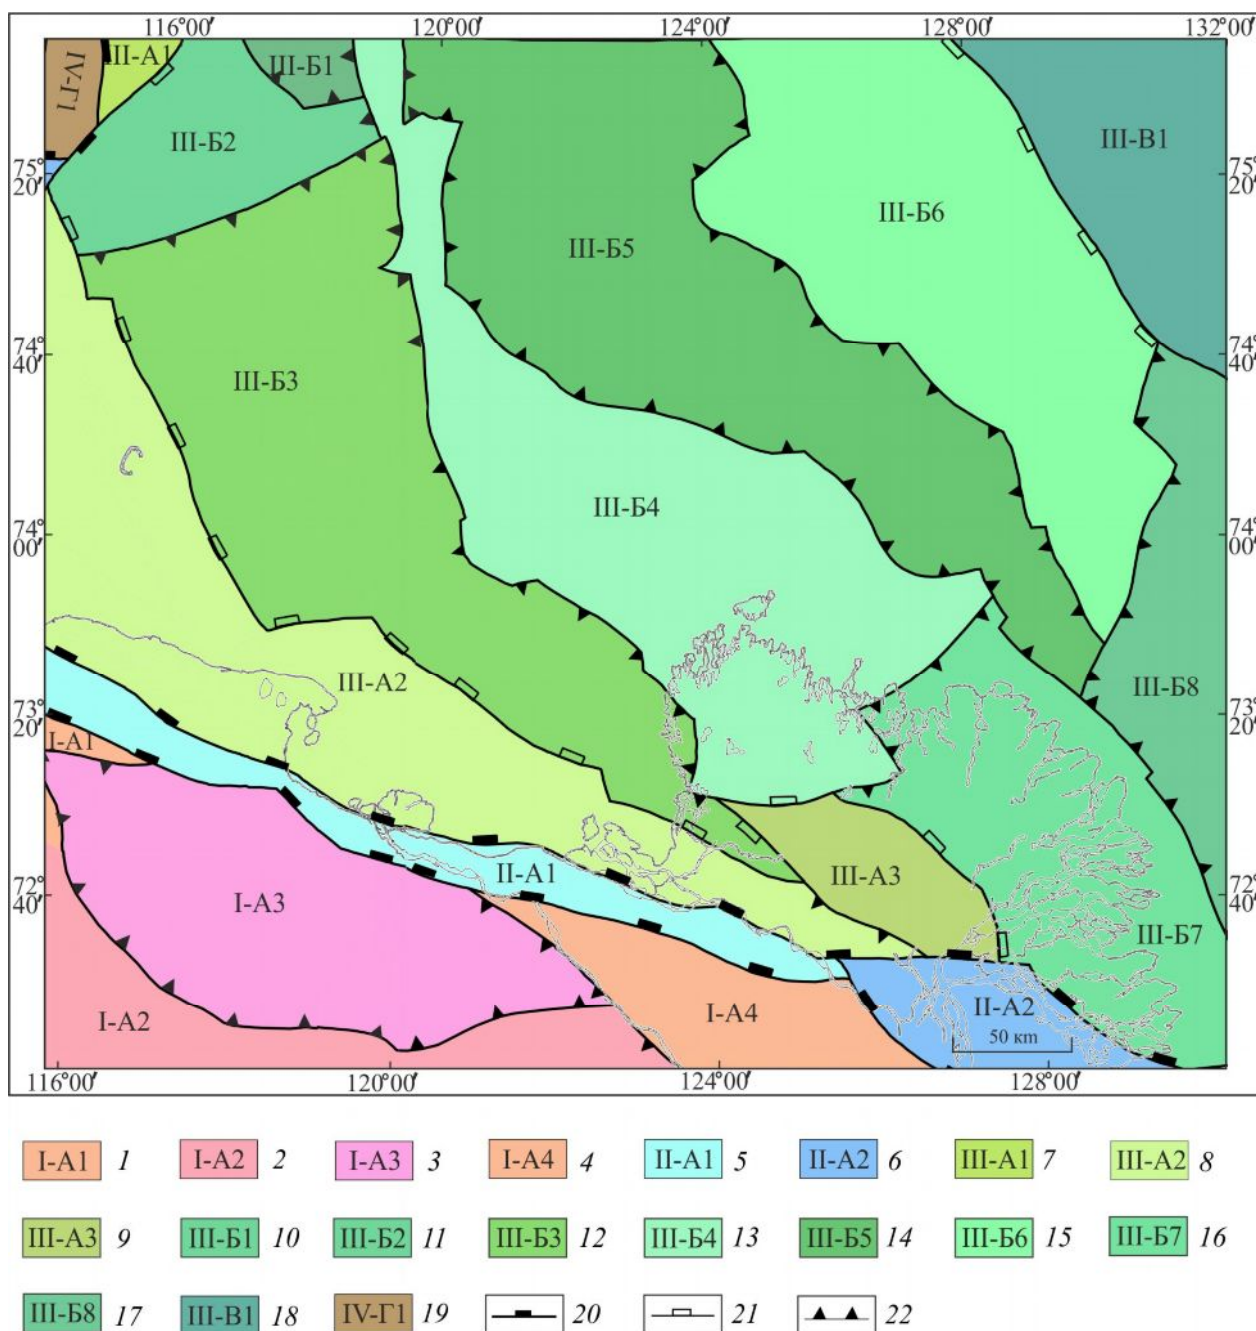 116°00' 120°00' 124°00' 128°00' 132°00'
IV-Г1
III-А1
III-Б1
III-Б2
III-В1
75°
20'
75°
20'
III-Б6
III-Б5
74°
40'
74°
40'
III-Б3
III-Б4
74°
00'
74°
00'
III-А2
III-Б8
73°
20'
73°
20'
I-А1
72°
40'
72°
40'
II-А1
III-А3
I-А3
III-Б7
I-А2
I-А4
II-А2
50 км
116°00' 120°00' 124°00' 128°00'
I-А1 1 I-А2 2 I-А3 3 I-А4 4 II-А1 5 II-А2 6 III-А1 7 III-А2 8
III-А3 9 III-Б1 10 III-Б2 11 III-Б3 12 III-Б4 13 III-Б5 14 III-Б6 15 III-Б7 16
III-Б8 17 III-В1 18 IV-Г1 19 20 21 22